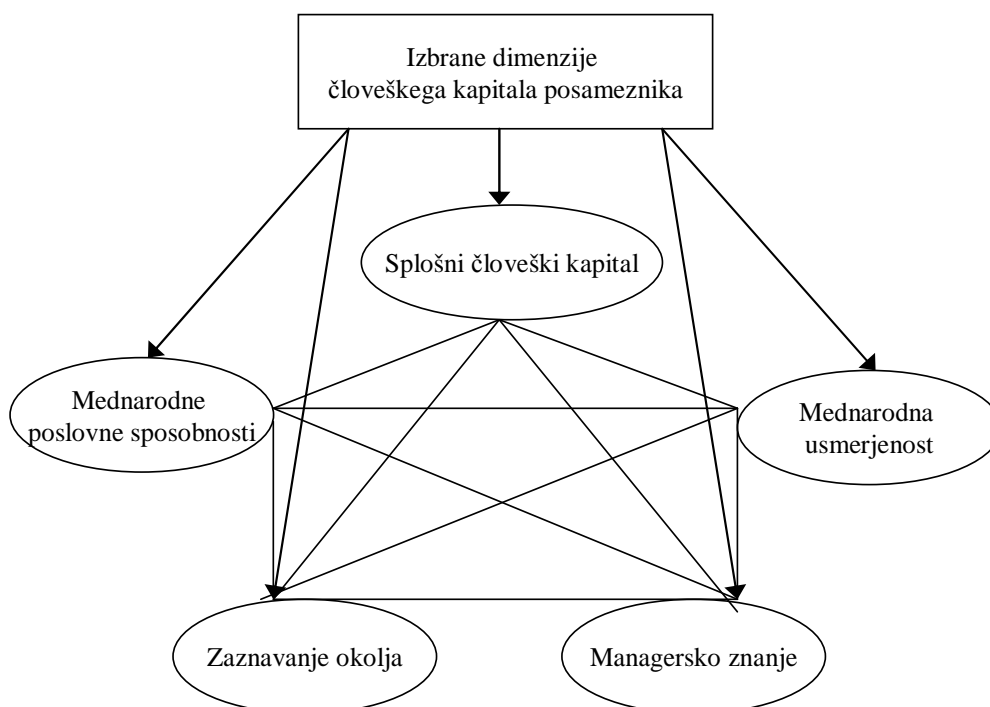 Izbrane dimenzije
človeškega kapitala posameznika
Splošni človeški kapital
Mednarodne
poslovne sposobnosti
Mednarodna
usmerjenost
Zaznavanje okolja
Managersko znanje